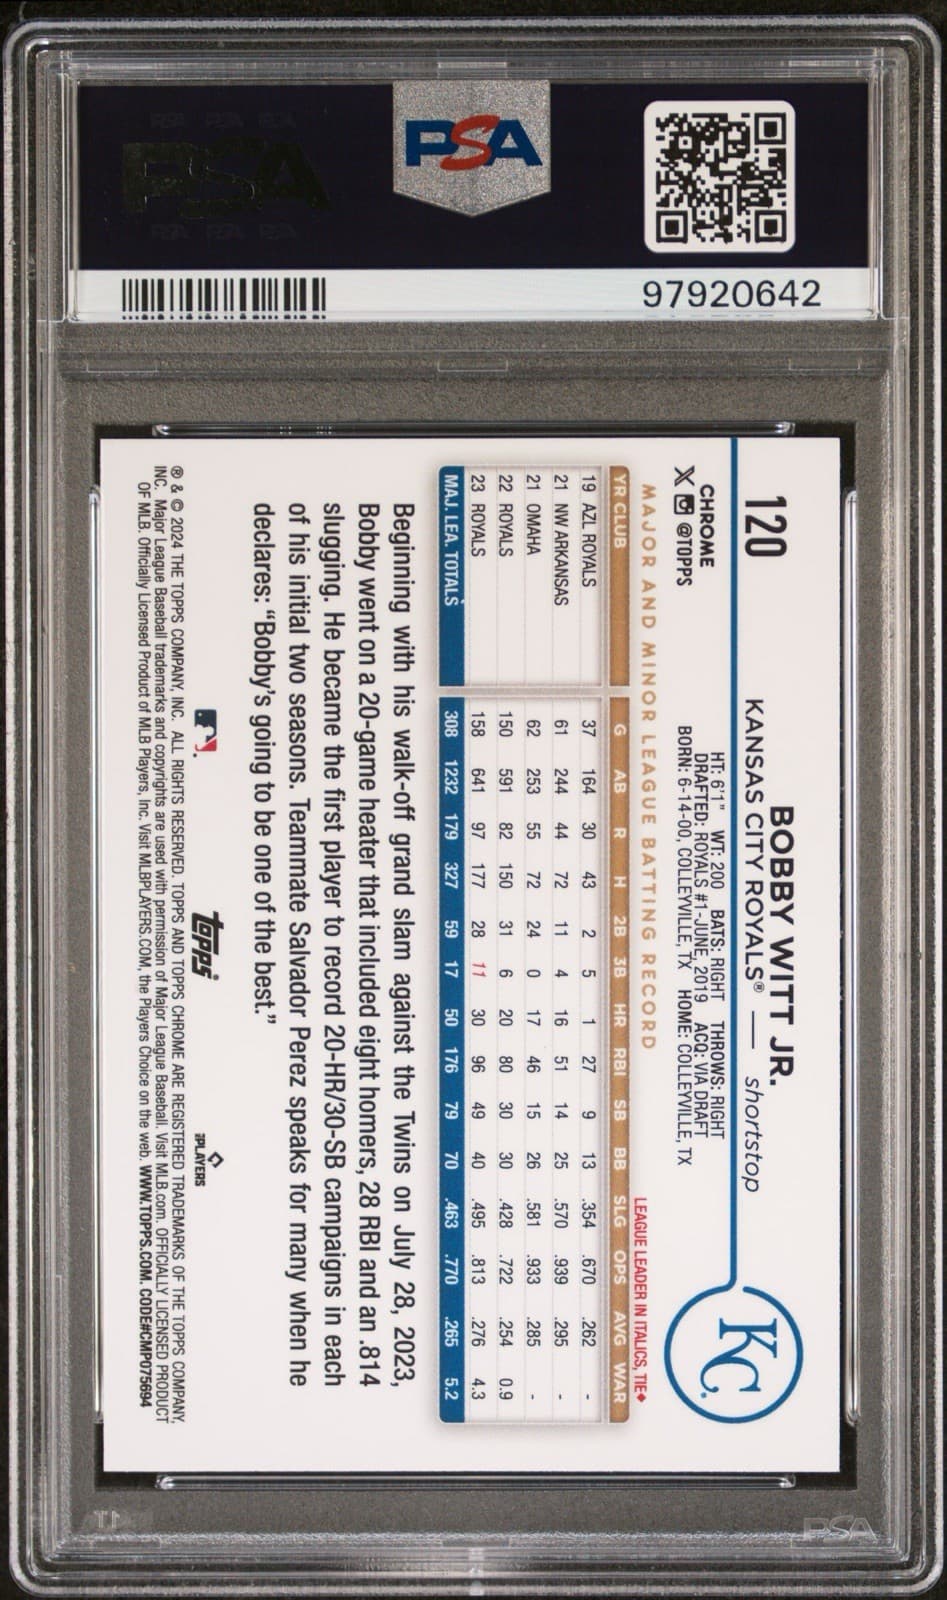 PSA
97920642
120
BOBBY WITT JR.
KANSAS CITY ROYALS® — shortstop
KC
CHROME
@TOPPS
HT: 6'1" WT: 200 BATS: RIGHT THROWS: RIGHT
DRAFTED: ROYALS #1-JUNE, 2019 ACQ: VIA DRAFT
BORN: 6-14-00, COLLEYVILLE, TX HOME: COLLEYVILLE, TX
MAJOR AND MINOR LEAGUE BATTING RECORD
LEAGUE LEADER IN ITALICS, TIE♦
YR CLUB G AB R H 2B 3B HR RBI SB BB SLG OPS AVG WAR
19 AZL ROYALS 37 164 30 43 2 5 1 27 9 13 .354 .670 .262 -
21 NW ARKANSAS 61 244 44 72 11 4 16 51 14 25 .570 .939 .295 -
21 OMAHA 62 253 55 72 24 0 17 46 15 26 .581 .933 .285 -
22 ROYALS 150 591 82 150 31 6 20 80 30 30 .428 .722 .254 0.9
23 ROYALS 158 641 97 177 28 11 30 96 49 40 .495 .813 .276 4.3
MAJ. LEA. TOTALS 308 1232 179 327 59 17 50 176 79 70 .463 .770 .265 5.2
Beginning with his walk-off grand slam against the Twins on July 28, 2023,
Bobby went on a 20-game heater that included eight homers, 28 RBI and an .814
slugging. He became the first player to record 20-HR/30-SB campaigns in each
of his initial two seasons. Teammate Salvador Perez speaks for many when he
declares: “Bobby's going to be one of the best.”
topps
PLAYERS
® & © 2024 THE TOPPS COMPANY, INC. ALL RIGHTS RESERVED. TOPPS AND TOPPS CHROME ARE REGISTERED TRADEMARKS OF THE TOPPS COMPANY,
INC. Major League Baseball trademarks and copyrights are used with permission of Major League Baseball. Visit MLB.com. OFFICIALLY LICENSED PRODUCT
OF MLB. Officially Licensed Product of MLB Players, Inc. Visit MLBPLAYERS.COM, the Players Choice on the web. WWW.TOPPS.COM. CODE#CMP075694
PSA